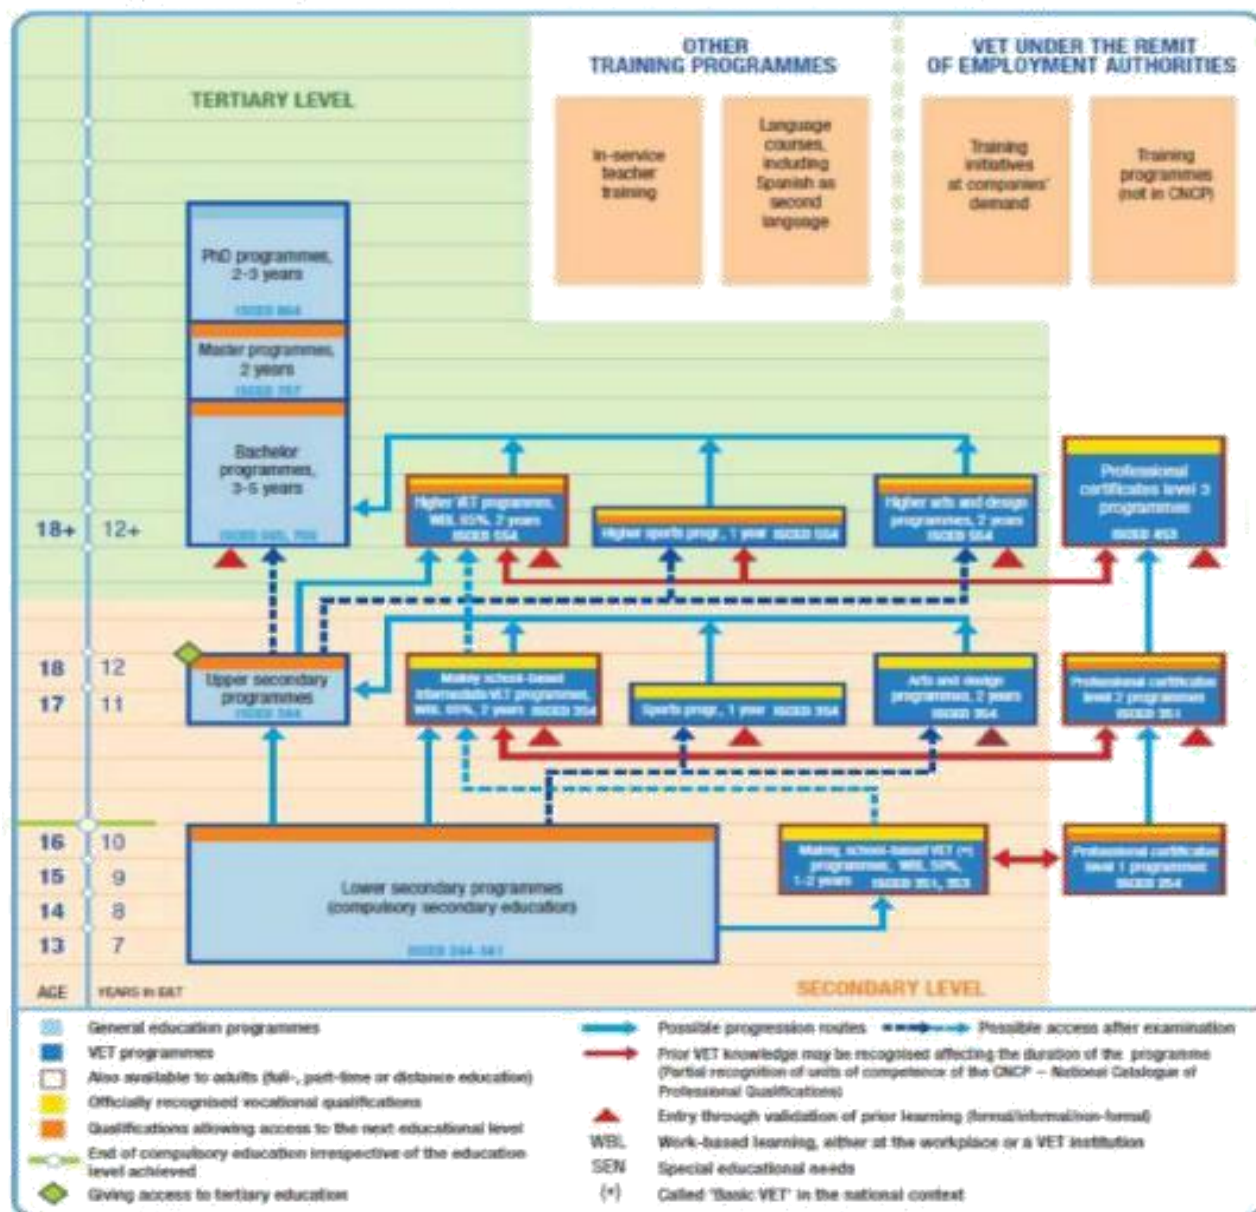 OTHER
TRAINING PROGRAMMES
VET UNDER THE REMIT
OF EMPLOYMENT AUTHORITIES
TERTIARY LEVEL
In-service
teacher
training
Language
courses,
including
Spanish as
second
language
Training
initiatives
at companies'
demand
Training
programmes
(not in CNCP)
PhD programmes,
2-3 years
ISCED 864
Master programmes,
2 years
ISCED 767
Bachelor
programmes,
3-5 years
ISCED
Higher VET programmes,
WBL 2 years
ISCED 554
Higher sports progr., 1 year ISCED 554
Higher arts and design
programmes, 2 years
ISCED 554
Professional
certificates level 3
programmes
ISCED 453
18+ 12+
18 12
17 11
Upper secondary
programmes
ISCED 344
Mainly school-based
intermediate VET programmes,
WBL 2 years ISCED 354
Sports progr., 1 year ISCED 354
Arts and design
programmes, 2 years
ISCED 354
Professional certificates
level 2 programmes
ISCED 351
16 10
15 9
14 8
13 7
Lower secondary programmes
(compulsory secondary education)
ISCED
Mainly school-based VET (*)
programmes, WBL 50%,
1-2 years ISCED 351, 353
Professional certificates
level 1 programmes
ISCED 254
AGE YEARS in E&T
SECONDARY LEVEL
General education programmes
VET programmes
Also available to adults (full-, part-time or distance education)
Officially recognised vocational qualifications
Qualifications allowing access to the next educational level
End of compulsory education irrespective of the education
level achieved
Giving access to tertiary education
Possible progression routes
Possible access after examination
Prior VET knowledge may be recognised affecting the duration of the programme
(Partial recognition of units of competence of the CNCP – National Catalogue of
Professional Qualifications)
Entry through validation of prior learning (formal/informal/non-formal)
WBL Work-based learning, either at the workplace or a VET institution
SEN Special educational needs
(*) Called 'Basic VET' in the national context